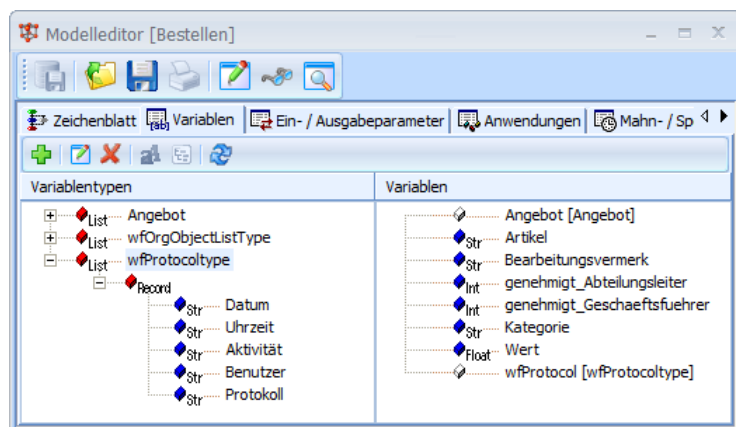 Modelleditor [Bestellen]
Zeichenblatt Variablen Ein- / Ausgabeparameter Anwendungen Mahn- / Sp
Variablentypen
List Angebot
List wfOrgObjectListType
List wfProtocoltype
Record
Str Datum
Str Uhrzeit
Str Aktivität
Str Benutzer
Str Protokoll
Variablen
Angebot [Angebot]
Str Artikel
Str Bearbeitungsvermerk
Int genehmigt_Abteilungsleiter
Int genehmigt_Geschaeftsfuehrer
Str Kategorie
Float Wert
wfProtocol [wfProtocoltype]